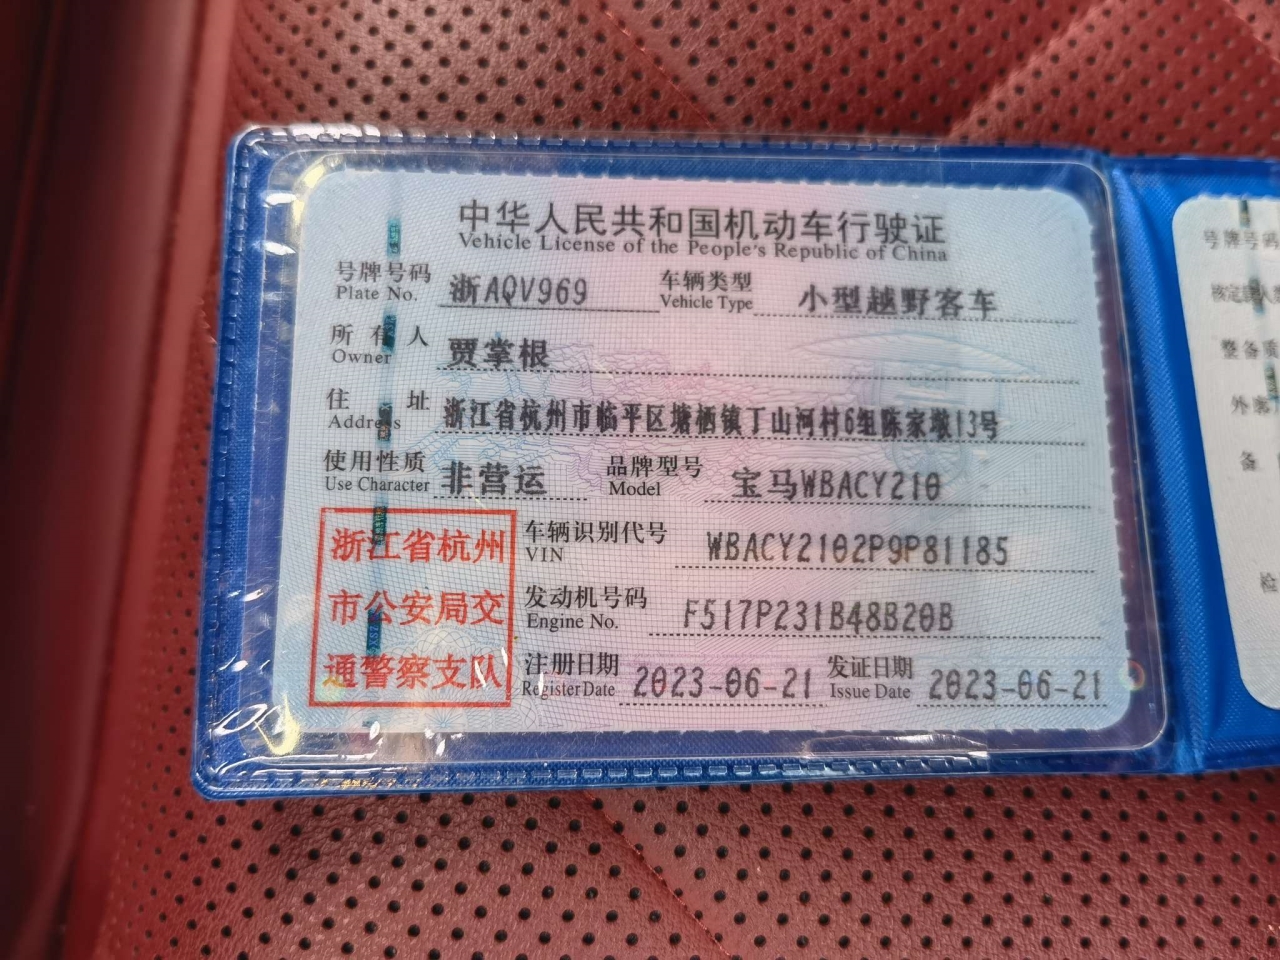 中华人民共和国机动车行驶证
Vehicle License of the People's Republic of China
号牌号码 浙AQV969 车辆类型 小型越野客车
Plate No. Vehicle Type
所有人 贾掌根
Owner
住址 浙江省杭州市临平区塘栖镇丁山河村6组陈家墩13号
Address
使用性质 非营运 品牌型号 宝马WBACY210
Use Character Model
浙江省杭州 车辆识别代号 WBACY2102P9P81185
VIN
市公安局交 发动机号码 F517P231B48B20B
Engine No.
通警察支队 注册日期 2023-06-21 发证日期 2023-06-21
Register Date Issue Date
号牌号码
核定
整备质
外
备
检